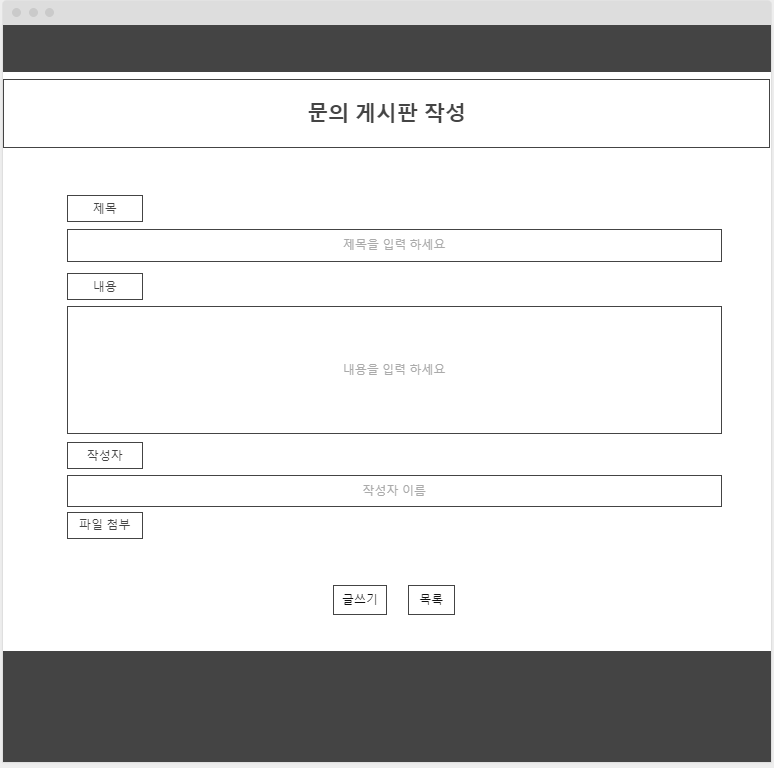 문의 게시판 작성
제목
제목을 입력 하세요
내용
내용을 입력 하세요
작성자
작성자 이름
파일 첨부
글쓰기 목록